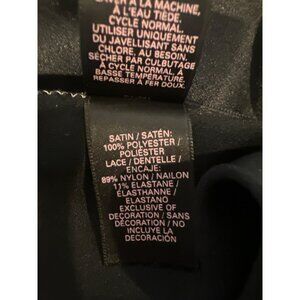 LAVER A LA MACHINE,
À L'EAU TIÈDE,
CYCLE NORMAL.
UTILISER UNIQUEMENT
DU JAVELLISANT SANS
CHLORE, AU BESOIN.
SÉCHER PAR CULBUTAGE
À CYCLE NORMAL, À
BASSE TEMPÉRATURE
REPASSER À FER DOUX.
SATIN / SATÉN:
100% POLYESTER /
POLIÉSTER
LACE / DENTELLE /
ENCAJE:
89% NYLON / NAILON
11% ELASTANE /
ÉLASTHANNE /
ELASTANO
EXCLUSIVE OF
DECORATION / SANS
DÉCORATION / NO
INCLUYE LA
DECORACIÓN